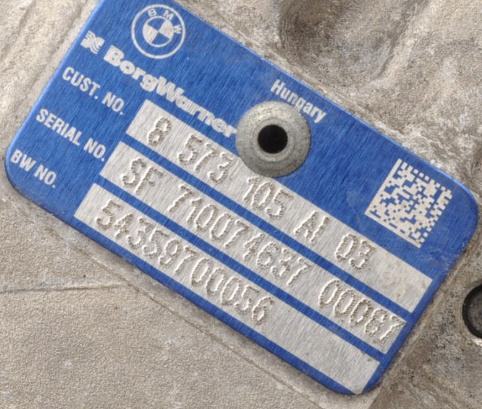 BMW
BorgWarner
Hungary
CUST. NO. 8 573 105 AI 03
SERIAL NO. SF 710074637 00087
BW NO. 54359700056